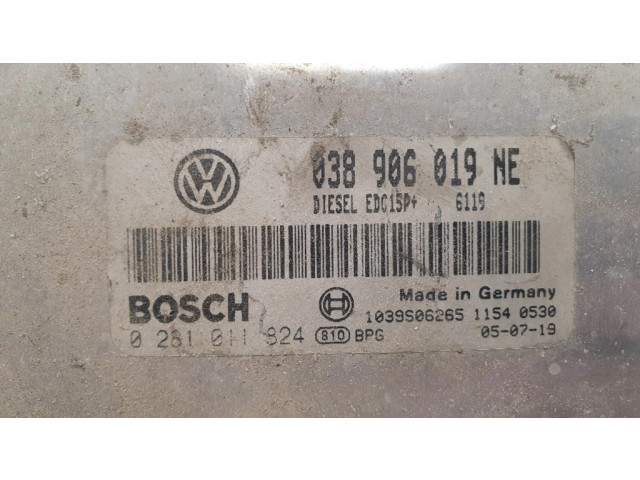 038 906 019 NE
DIESEL EDC15P+ 6119
BOSCH
Made in Germany
1039S06265 1154 0530
0 281 011 824 810 BPG 05-07-19